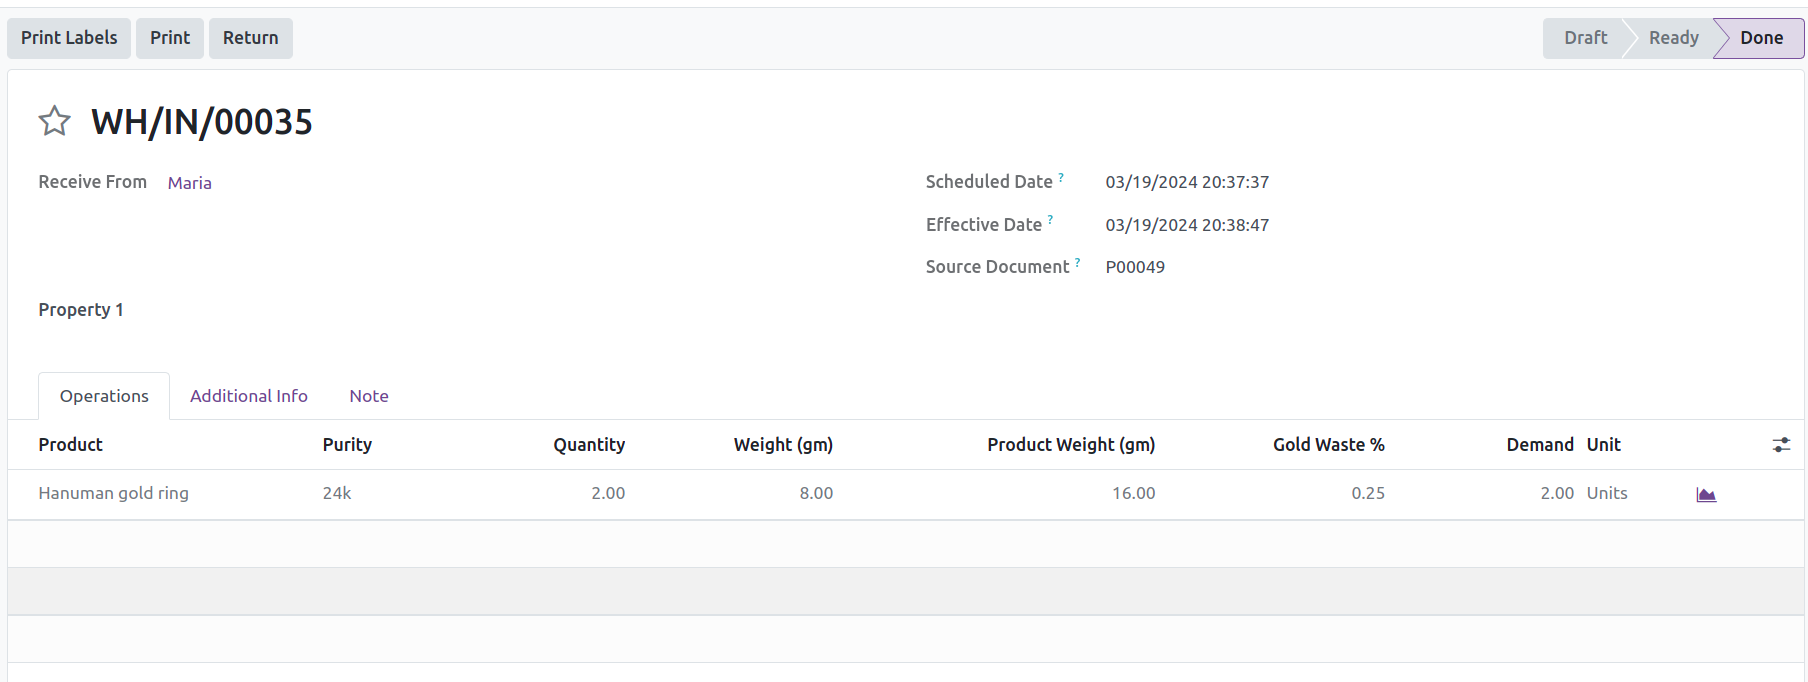 Print Labels Print Return Draft Ready Done
WH/IN/00035
Receive From Maria Scheduled Date ? 03/19/2024 20:37:37
Effective Date ? 03/19/2024 20:38:47
Source Document ? P00049
Property 1
Operations Additional Info Note
Product Purity Quantity Weight (gm) Product Weight (gm) Gold Waste % Demand Unit
Hanuman gold ring 24k 2.00 8.00 16.00 0.25 2.00 Units